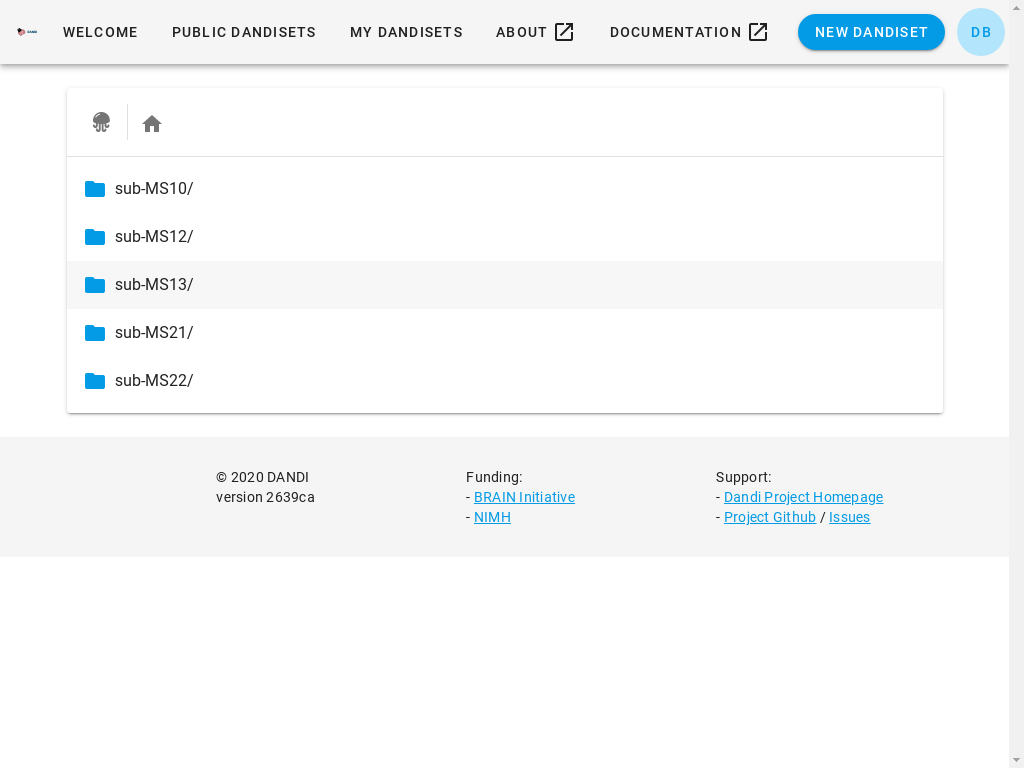 WELCOME PUBLIC DANDISETS MY DANDISETS ABOUT DOCUMENTATION NEW DANDISET DB
sub-MS10/
sub-MS12/
sub-MS13/
sub-MS21/
sub-MS22/
© 2020 DANDI
version 2639ca
Funding:
- BRAIN Initiative
- NIMH
Support:
- Dandi Project Homepage
- Project Github / Issues